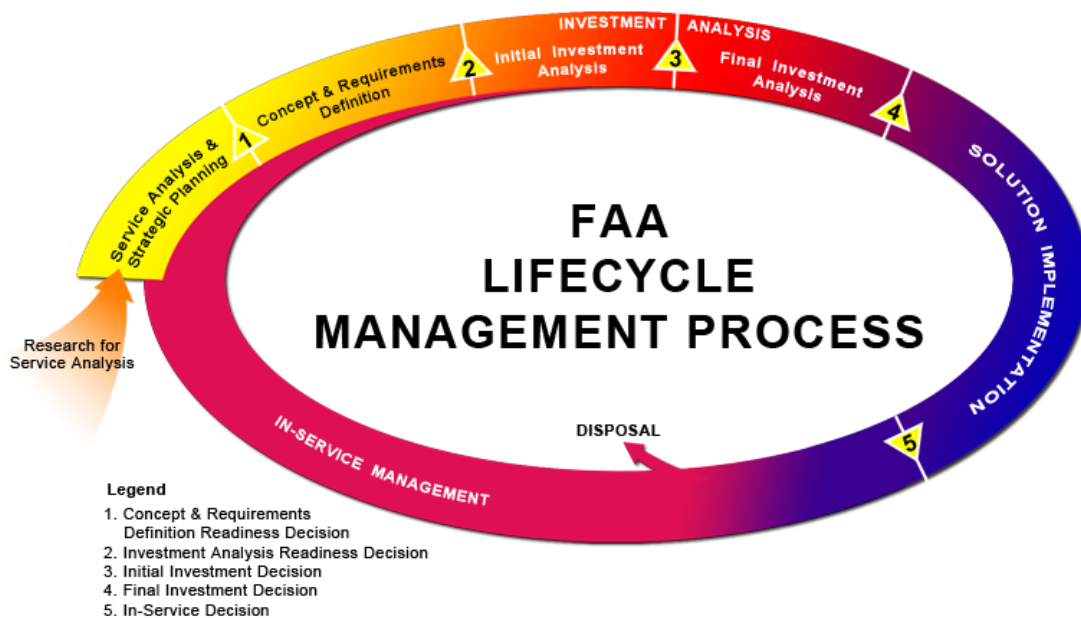 INVESTMENT ANALYSIS
Service Analysis &
Strategic Planning
1
Concept & Requirements
Definition
2
Initial Investment
Analysis
3
Final Investment
Analysis
4
SOLUTION IMPLEMENTATION
5
FAA
LIFECYCLE
MANAGEMENT PROCESS
Research for
Service Analysis
DISPOSAL
IN-SERVICE MANAGEMENT
Legend
1. Concept & Requirements
Definition Readiness Decision
2. Investment Analysis Readiness Decision
3. Initial Investment Decision
4. Final Investment Decision
5. In-Service Decision